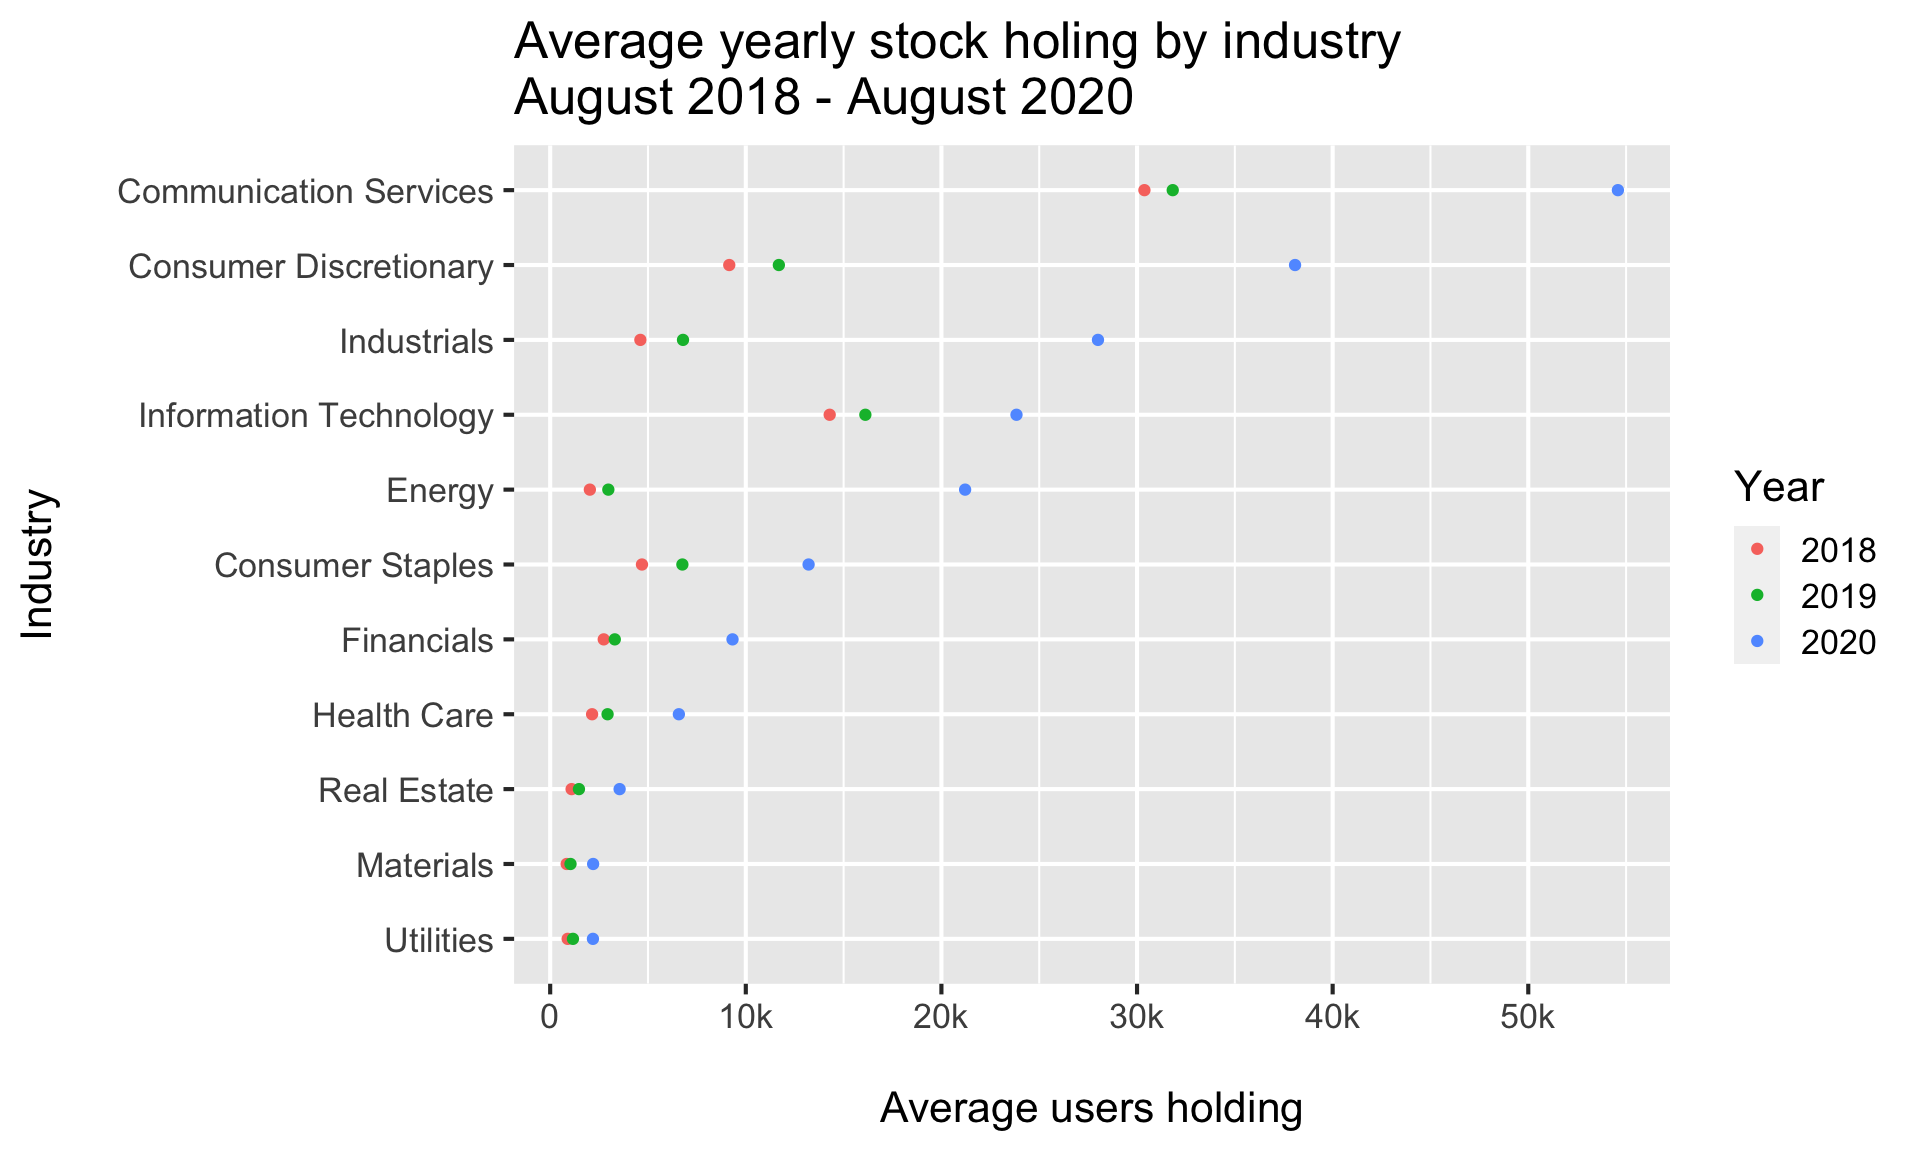 Average yearly stock holing by industry
August 2018 - August 2020
Industry
Communication Services
Consumer Discretionary
Industrials
Information Technology
Energy
Consumer Staples
Financials
Health Care
Real Estate
Materials
Utilities
0 10k 20k 30k 40k 50k
Average users holding
Year
2018
2019
2020